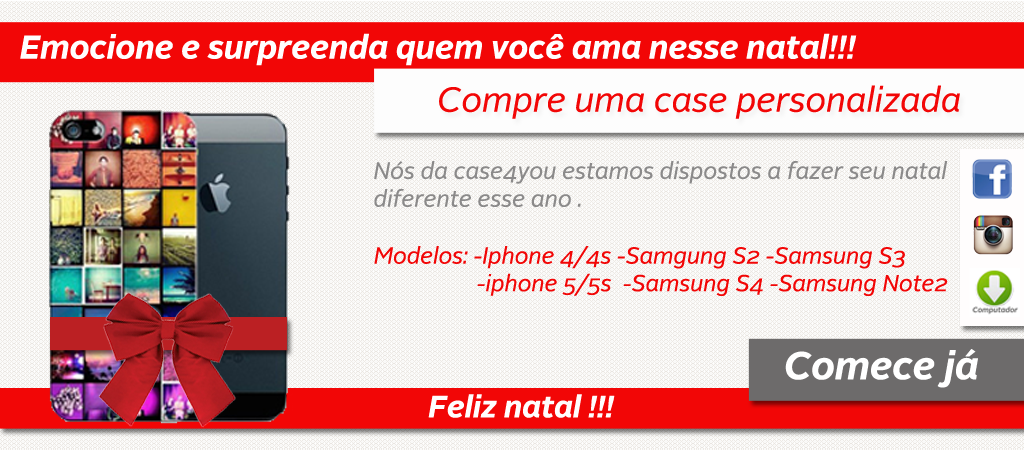 Emocione e surpreenda quem você ama nesse natal!!!
Compre uma case personalizada
Nós da case4you estamos dispostos a fazer seu natal
diferente esse ano .
Modelos: -Iphone 4/4s -Samgung S2 -Samsung S3
-iphone 5/5s -Samsung S4 -Samsung Note2
Computador
Comece já
Feliz natal !!!